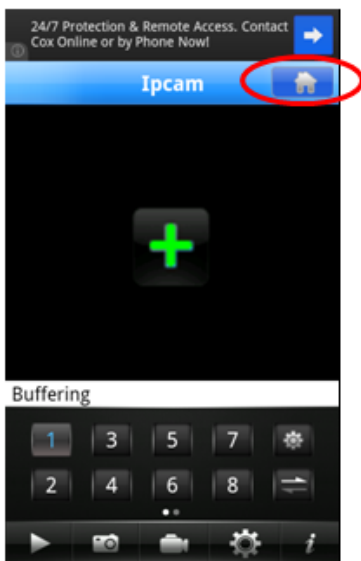 24/7 Protection & Remote Access. Contact
Cox Online or by Phone Now!
Ipcam
Buffering
1 3 5 7
2 4 6 8
i